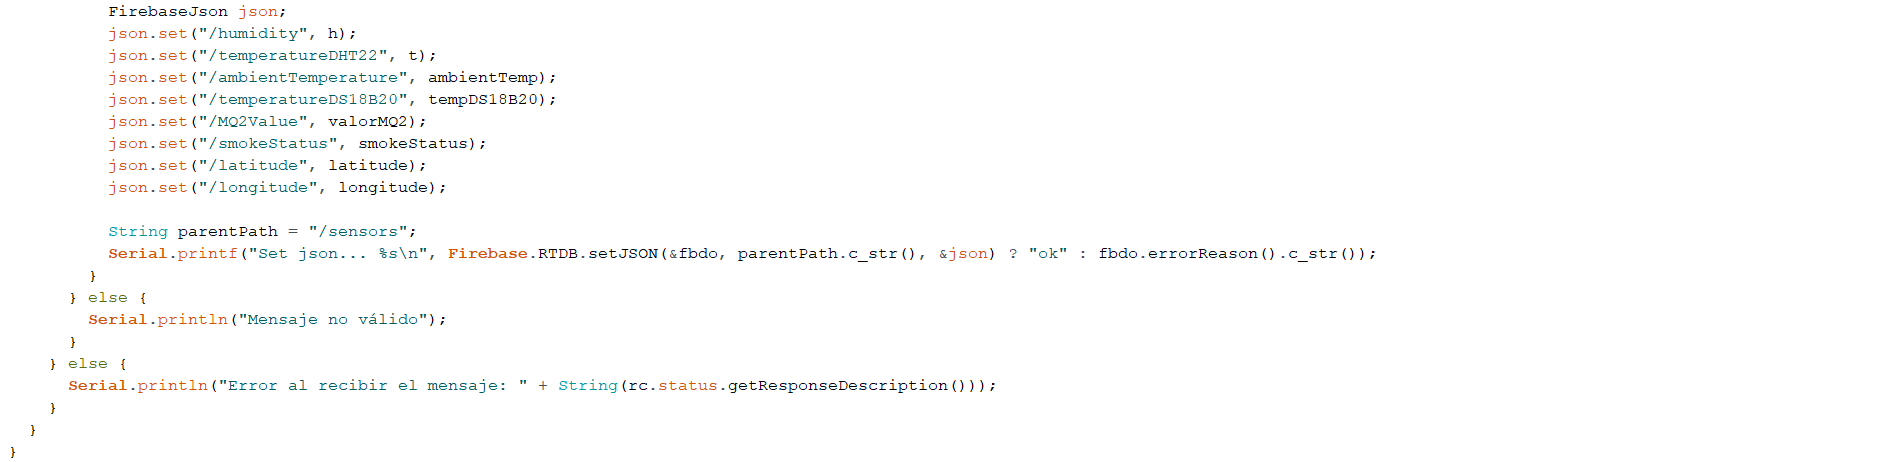 FirebaseJson json;
json.set("/humidity", h);
json.set("/temperatureDHT22", t);
json.set("/ambientTemperature", ambientTemp);
json.set("/temperatureDS18B20", tempDS18B20);
json.set("/MQ2Value", valorMQ2);
json.set("/smokeStatus", smokeStatus);
json.set("/latitude", latitude);
json.set("/longitude", longitude);
String parentPath = "/sensors";
Serial.printf("Set json... %s\n", Firebase.RTDB.setJSON(&fbdo, parentPath.c_str(), &json) ? "ok" : fbdo.errorReason().c_str());
}
} else {
Serial.println("Mensaje no válido");
}
} else {
Serial.println("Error al recibir el mensaje: " + String(rc.status.getResponseDescription()));
}
}
}